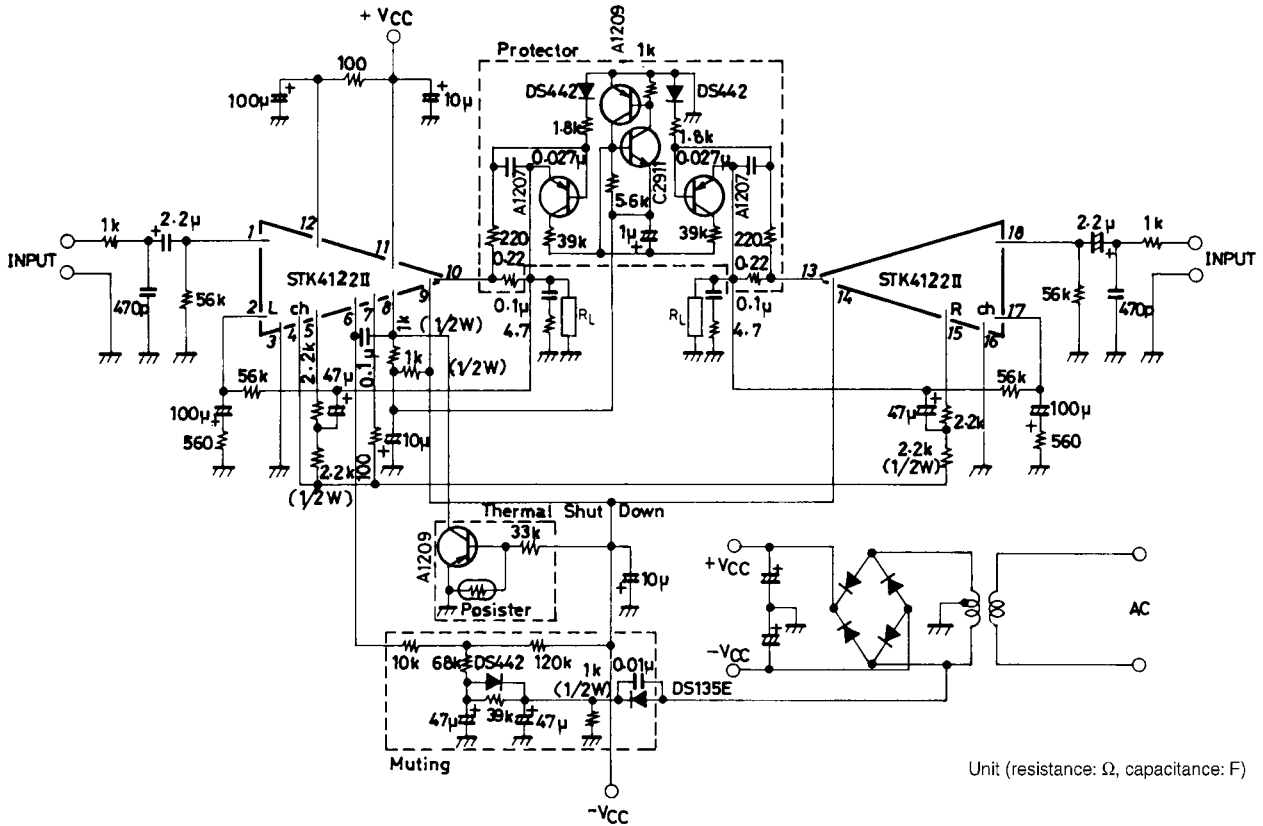 + VCC
100
100µ
10µ
Protector
A1209
1k
DS442
DS442
1.8k
1.8k
0.027µ
0.027µ
A1207
C2911
A1207
5.6k
39k
1µ
39k
220
220
0.22
0.22
1k
2.2µ
INPUT
470p
56k
1
12
11
10
9
8
7
6
5
4
3
2
L ch
STK4122II
13
14
15
16
17
18
R ch
STK4122II
2.2µ
1k
INPUT
56k
470p
0.1µ
4.7
RL
RL
0.1µ
4.7
56k
100µ
560
2.2k
47µ
0.1µ
1k
(1/2W)
1k
(1/2W)
10µ
2.2k
(1/2W)
100
56k
47µ
2.2k
2.2k
(1/2W)
100µ
560
Thermal Shut Down
33k
A1209
Posister
10µ
+VCC
-VCC
AC
10k
68k
DS442
120k
39k
47µ
47µ
1k
(1/2W)
0.01µ
DS135E
Muting
-VCC
Unit (resistance: Ω, capacitance: F)